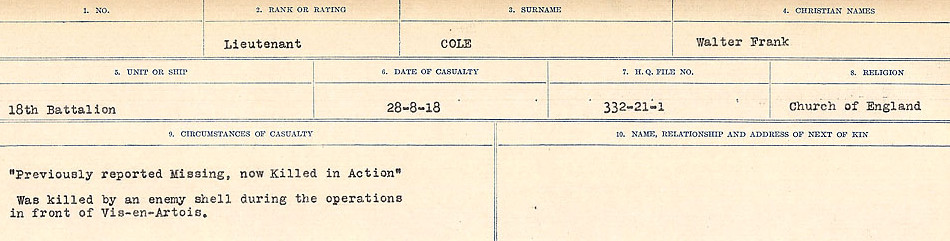 1. NO.
2. RANK OR RATING
3. SURNAME
4. CHRISTIAN NAMES
Lieutenant
COLE
Walter Frank
5. UNIT OR SHIP
6. DATE OF CASUALTY
7. H.Q. FILE NO.
8. RELIGION
18th Battalion
28-8-18
332-21-1
Church of England
9. CIRCUMSTANCES OF CASUALTY
10. NAME, RELATIONSHIP AND ADDRESS OF NEXT OF KIN
"Previously reported Missing, now Killed in Action"
Was killed by an enemy shell during the operations
in front of Vis-en-Artois.